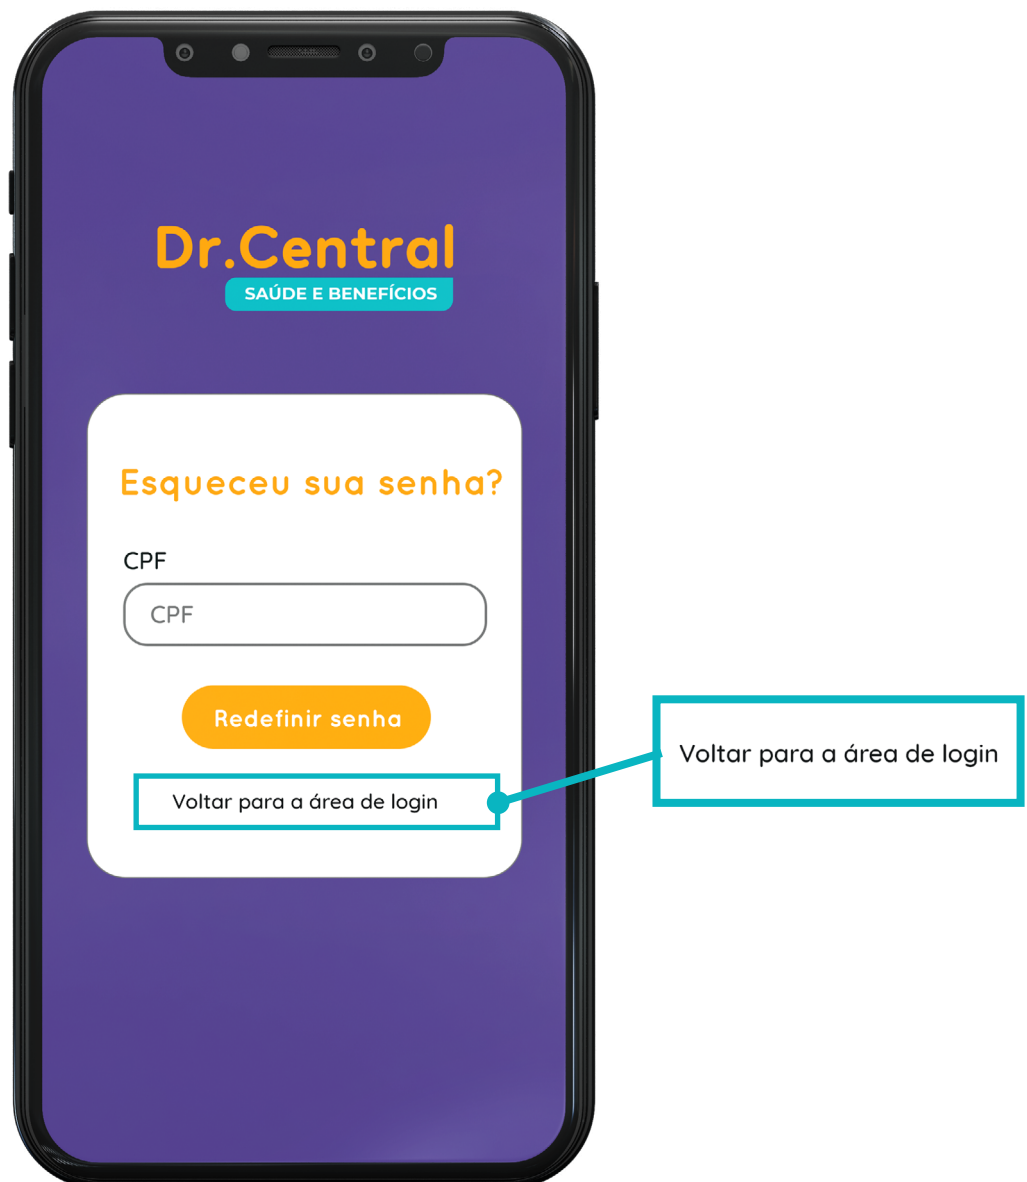 Dr.Central
SAÚDE E BENEFÍCIOS
Esqueceu sua senha?
CPF
CPF
Redefinir senha
Voltar para a área de login
Voltar para a área de login